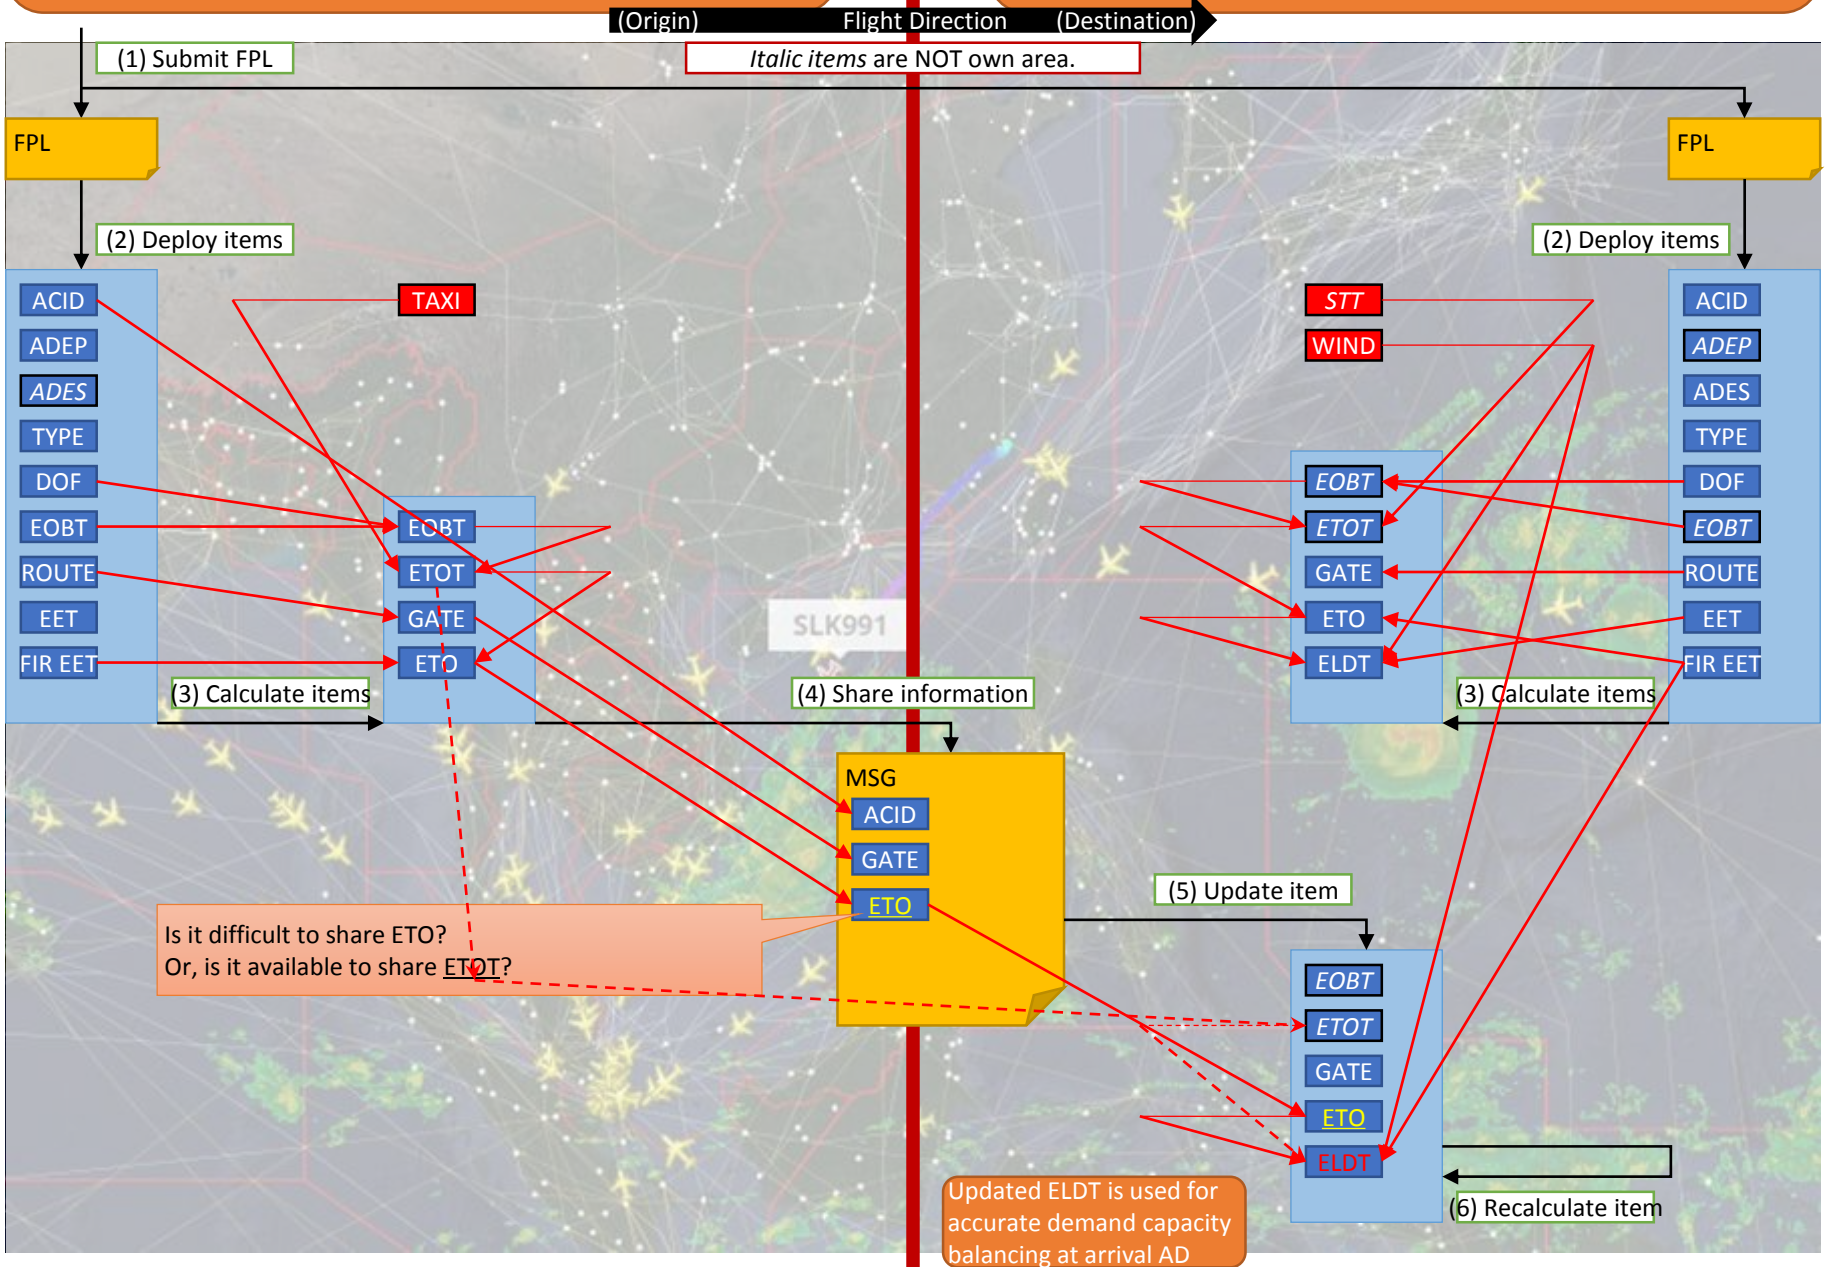 (Origin) Flight Direction (Destination)
(1) Submit FPL
Italic items are NOT own area.
FPL
FPL
(2) Deploy items
(2) Deploy items
ACID
ADEP
ADES
TYPE
DOF
EOBT
ROUTE
EET
FIR EET
TAXI
EOBT
ETOT
GATE
ETO
(3) Calculate items
SLK991
(4) Share information
STT
WIND
EOBT
ETOT
GATE
ETO
ELDT
ACID
ADEP
ADES
TYPE
DOF
EOBT
ROUTE
EET
FIR EET
(3) Calculate items
MSG
ACID
GATE
ETO
Is it difficult to share ETO?
Or, is it available to share ETOT?
(5) Update item
EOBT
ETOT
GATE
ETO
ELDT
(6) Recalculate item
Updated ELDT is used for
accurate demand capacity
balancing at arrival AD